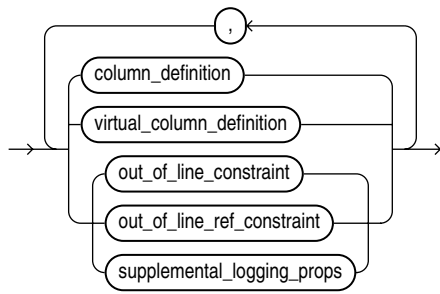 ,
column_definition
virtual_column_definition
out_of_line_constraint
out_of_line_ref_constraint
supplemental_logging_props